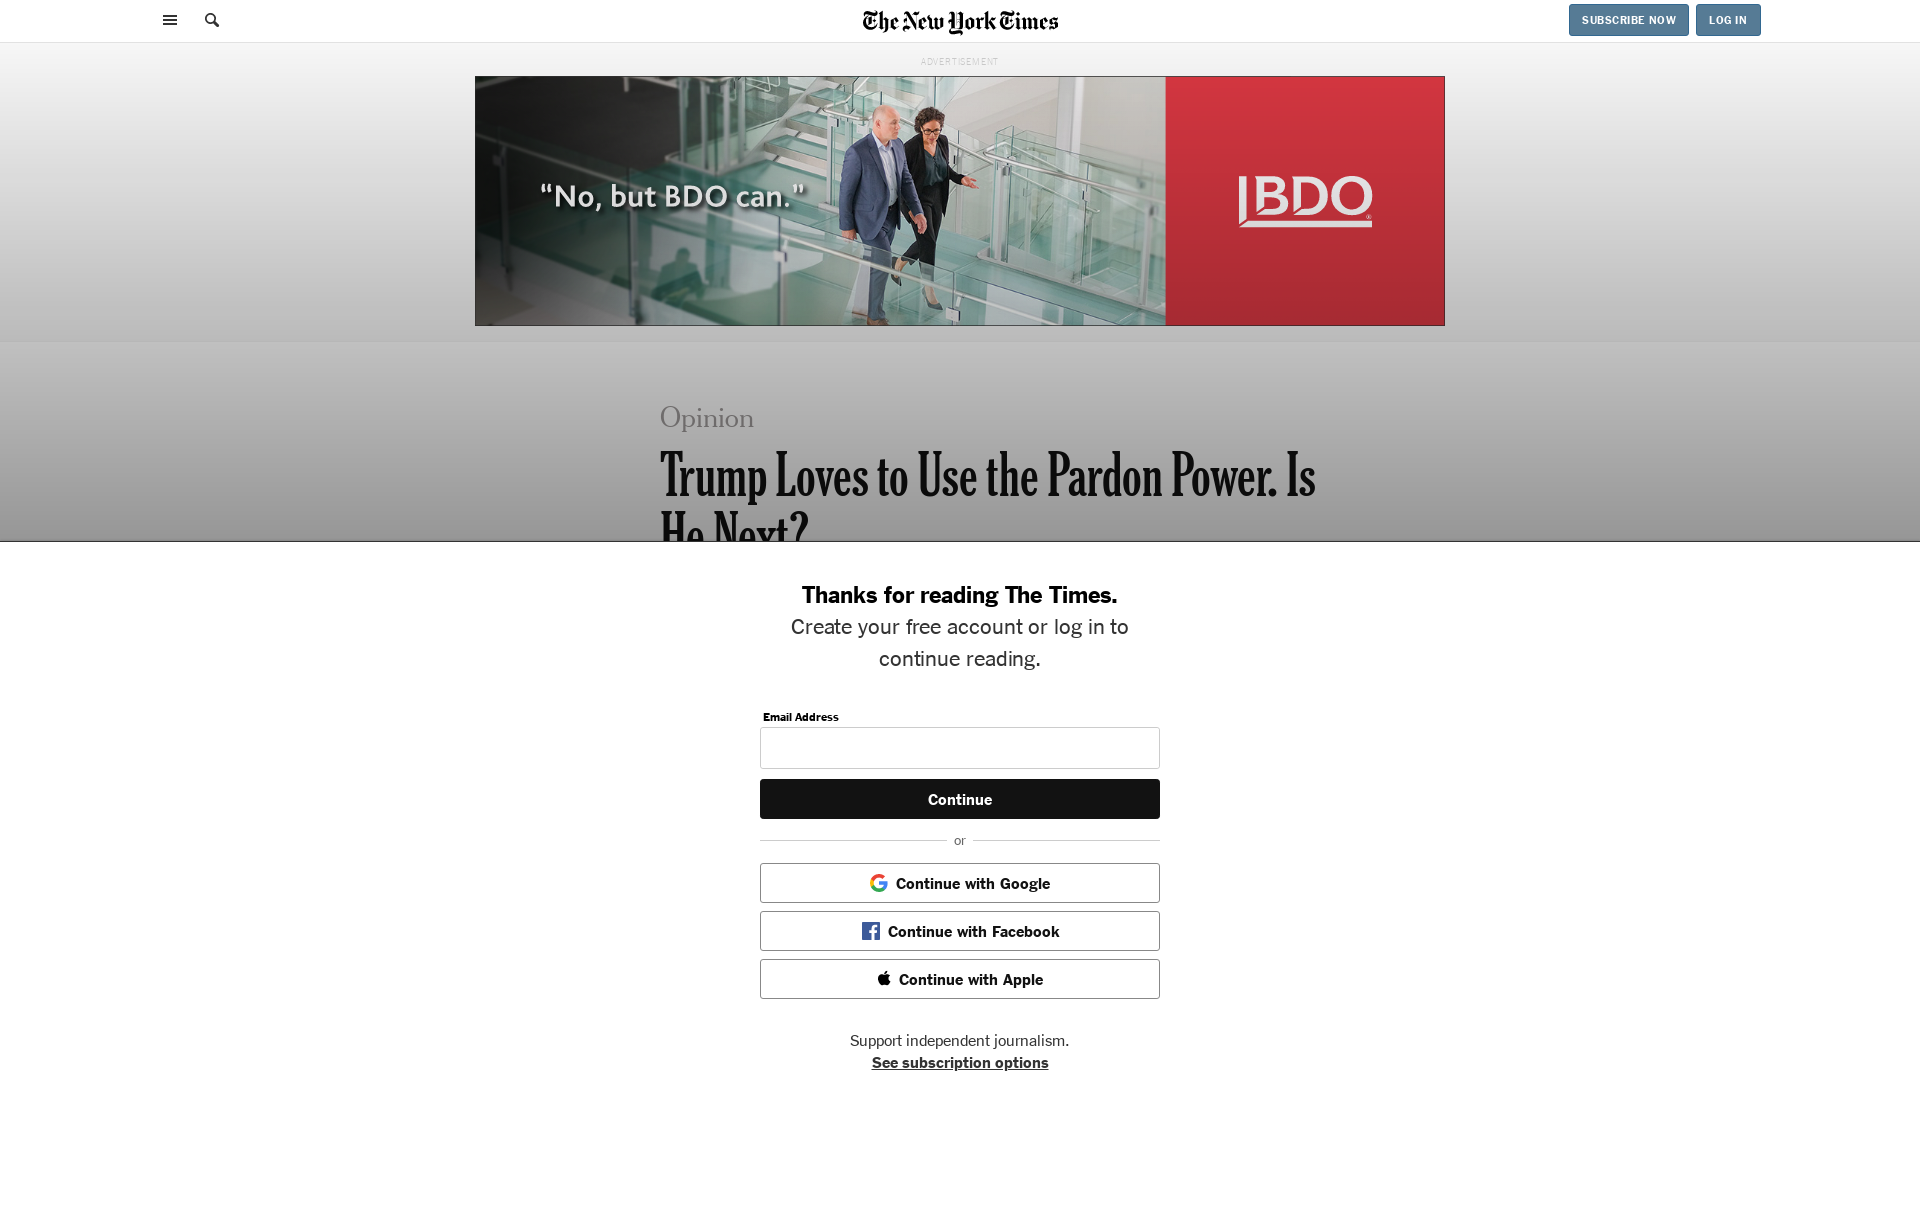 The New York Times
SUBSCRIBE NOW
LOG IN
ADVERTISEMENT
“No, but BDO can.”
BDO
Opinion
Trump Loves to Use the Pardon Power. Is
He Next?
Thanks for reading The Times.
Create your free account or log in to
continue reading.
Email Address
Continue
or
Continue with Google
Continue with Facebook
Continue with Apple
Support independent journalism.
See subscription options